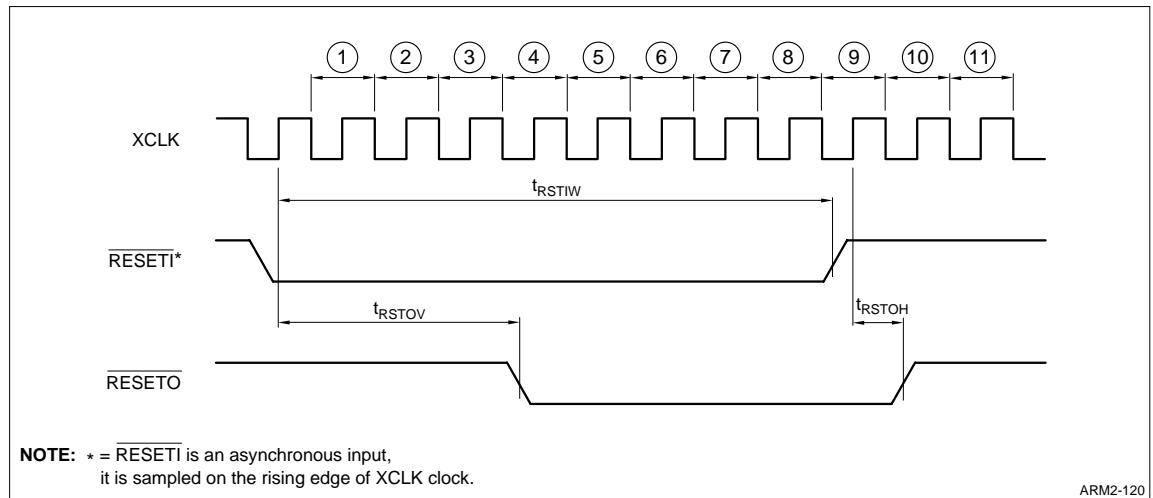 1 2 3 4 5 6 7 8 9 10 11
XCLK
tRSTIW
RESETI*
tRSTOV
tRSTOH
RESETO
NOTE: * = RESETI is an asynchronous input,
it is sampled on the rising edge of XCLK clock.
ARM2-120